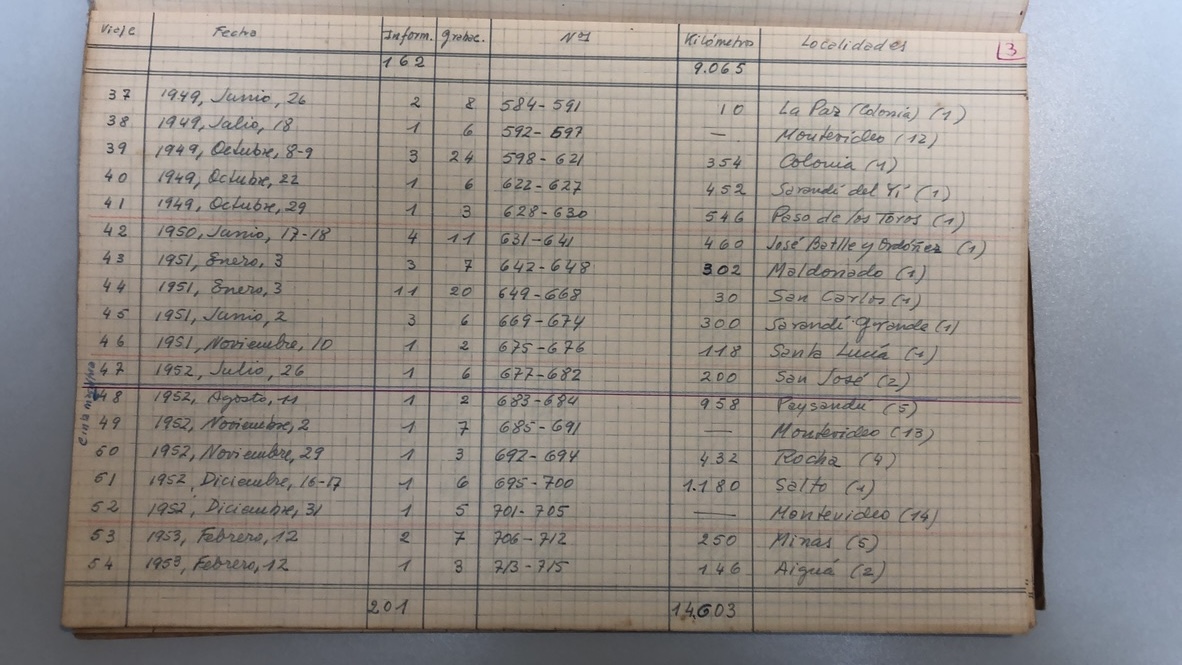 Viaje Fecha Inform. grabac. Nos Kilómetros Localidades 3
162 9.065
37 1949, Junio, 26 2 8 584-591 10 La Paz (Colonia) (1)
38 1949, Julio, 18 1 6 592-597 — Montevideo (12)
39 1949, Octubre, 8-9 3 24 598-621 354 Colonia (1)
40 1949, Octubre, 22 1 6 622-627 452 Sarandí del Yí (1)
41 1949, Octubre, 29 1 3 628-630 546 Paso de los Toros (1)
42 1950, Junio, 17-18 4 11 631-641 460 José Batlle y Ordóñez (1)
43 1951, Enero, 3 3 7 642-648 302 Maldonado (1)
44 1951, Enero, 3 11 20 649-668 30 San Carlos (1)
45 1951, Junio, 2 3 6 669-674 300 Sarandí Grande (1)
46 1951, Noviembre, 10 1 2 675-676 118 Santa Lucía (1)
47 1952, Julio, 26 1 6 677-682 200 San José (2)
48 1952, Agosto, 11 1 2 683-684 958 Paysandú (5)
49 1952, Noviembre, 2 1 7 685-691 — Montevideo (13)
50 1952, Noviembre, 29 1 3 692-694 432 Rocha (4)
51 1952, Diciembre, 16-17 1 6 695-700 1.180 Salto (1)
52 1952, Diciembre, 31 1 5 701-705 — Montevideo (14)
53 1953, Febrero, 12 2 7 706-712 250 Minas (5)
54 1953, Febrero, 12 1 3 713-715 146 Aiguá (2)
201 14.603
Cinta